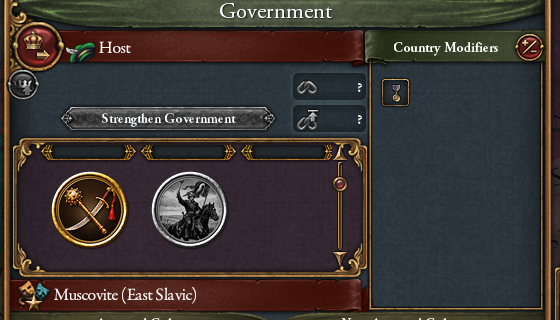 Government
Host
Country Modifiers
?
Strengthen Government
?
Muscovite (East Slavic)